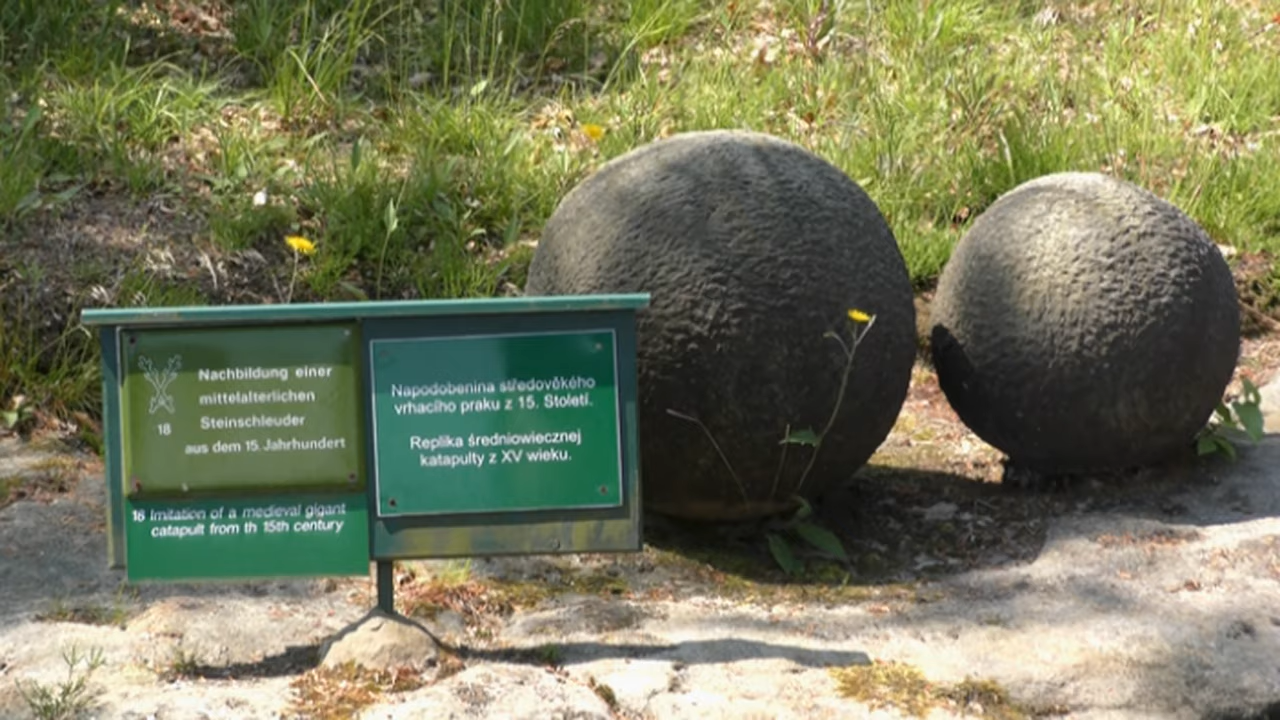 Nachbildung einer
mittelalterlichen
Steinschleuder
18
aus dem 15. Jahrhundert
18 Imitation of a medieval gigant
catapult from th 15th century
Napodobenina středověkého
vrhacího praku z 15. Století.
Replika średniowiecznej
katapulty z XV wieku.